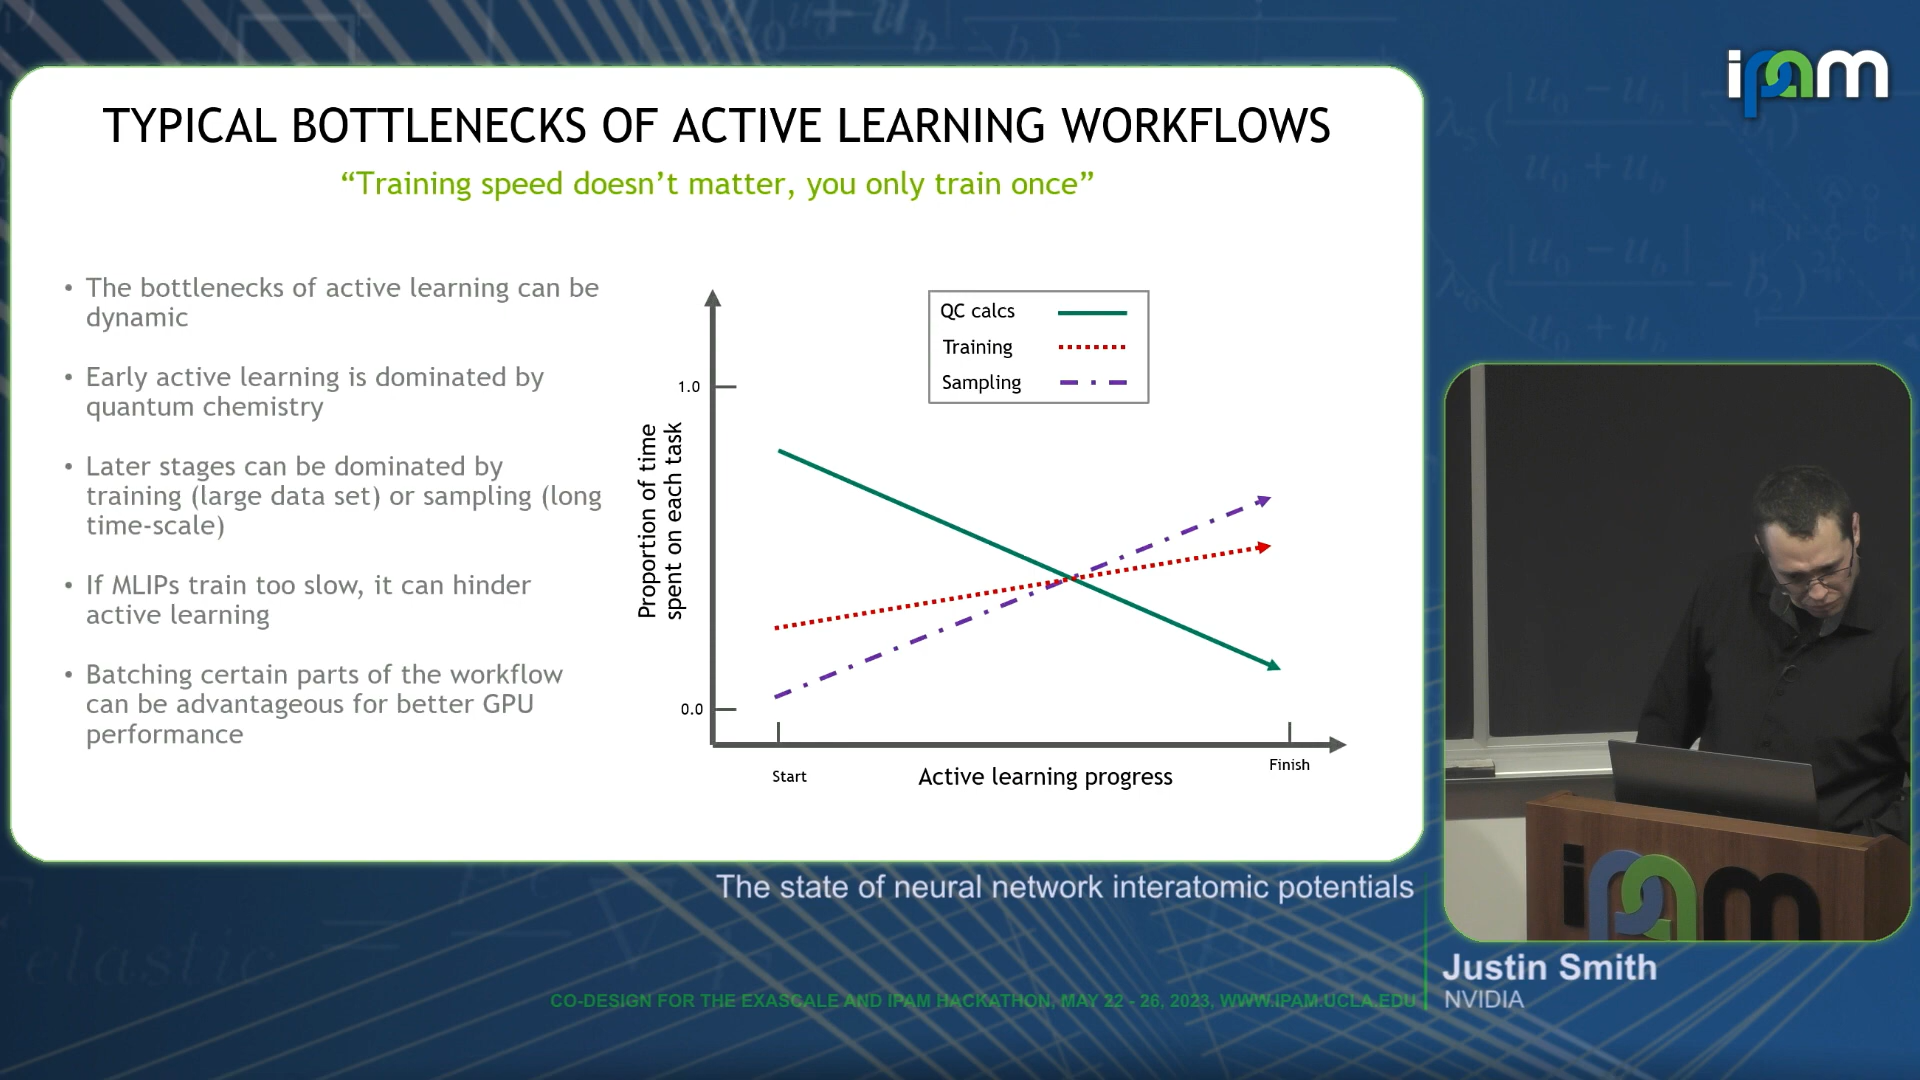 ipam
TYPICAL BOTTLENECKS OF ACTIVE LEARNING WORKFLOWS
“Training speed doesn’t matter, you only train once”
• The bottlenecks of active learning can be
dynamic
• Early active learning is dominated by
quantum chemistry
• Later stages can be dominated by
training (large data set) or sampling (long
time-scale)
• If MLIPs train too slow, it can hinder
active learning
• Batching certain parts of the workflow
can be advantageous for better GPU
performance
QC calcs
Training
Sampling
1.0
Proportion of time
spent on each task
0.0
Start
Active learning progress
Finish
ipam
The state of neural network interatomic potentials
Justin Smith
NVIDIA
CO-DESIGN FOR THE EXASCALE AND IPAM HACKATHON, MAY 22 - 26, 2023, WWW.IPAM.UCLA.EDU
elastic